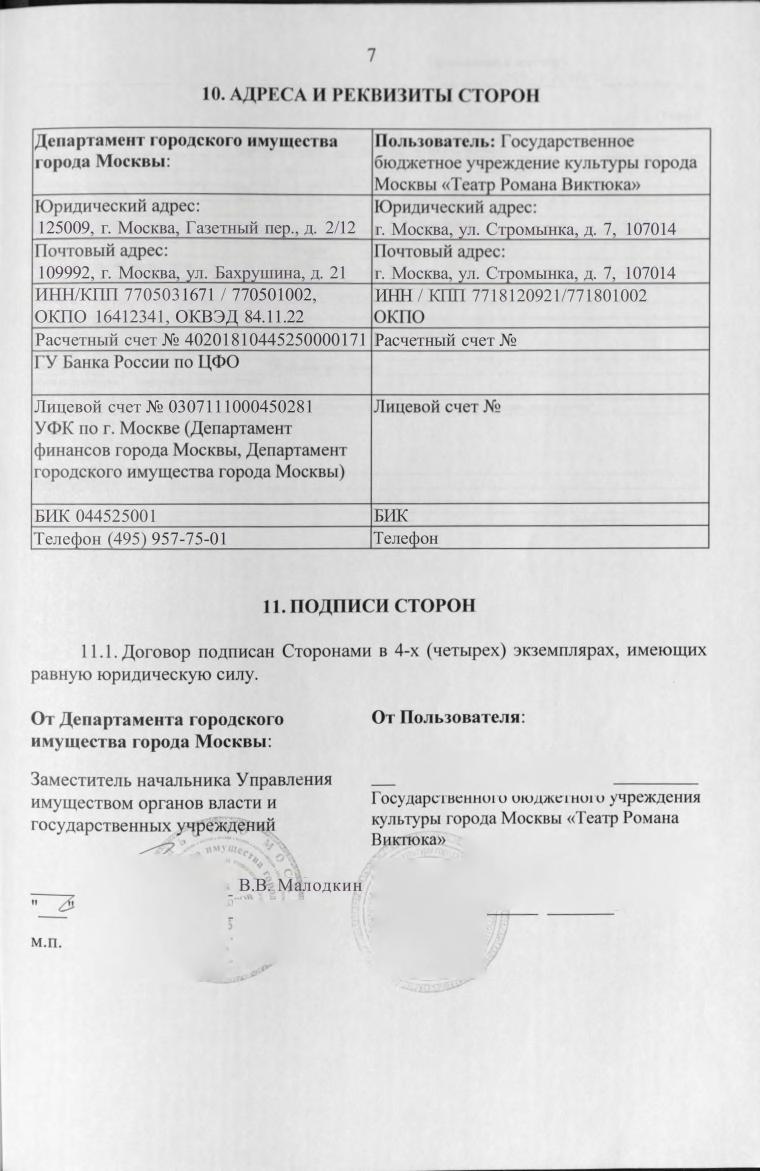 7
10. АДРЕСА И РЕКВИЗИТЫ СТОРОН
Департамент городского имущества
города Москвы:
Пользователь: Государственное
бюджетное учреждение культуры города
Москвы «Театр Романа Виктюка»
Юридический адрес:
125009, г. Москва, Газетный пер., д. 2/12
Юридический адрес:
г. Москва, ул. Стромынка, д. 7, 107014
Почтовый адрес:
109992, г. Москва, ул. Бахрушина, д. 21
Почтовый адрес:
г. Москва, ул. Стромынка, д. 7, 107014
ИНН/КПП 7705031671 / 770501002,
ОКПО 16412341, ОКВЭД 84.11.22
ИНН / КПП 7718120921/771801002
ОКПО
Расчетный счет № 40201810445250000171
Расчетный счет №
ГУ Банка России по ЦФО
Лицевой счет № 0307111000450281
УФК по г. Москве (Департамент
финансов города Москвы, Департамент
городского имущества города Москвы)
Лицевой счет №
БИК 044525001
БИК
Телефон (495) 957-75-01
Телефон
11. ПОДПИСИ СТОРОН
11.1. Договор подписан Сторонами в 4-х (четырех) экземплярах, имеющих
равную юридическую силу.
От Департамента городского
имущества города Москвы:
Заместитель начальника Управления
имуществом органов власти и
государственных учреждений
В.В. Малодкин
м.п.
От Пользователя:
Государственного бюджетного учреждения
культуры города Москвы «Театр Романа
Виктюка»